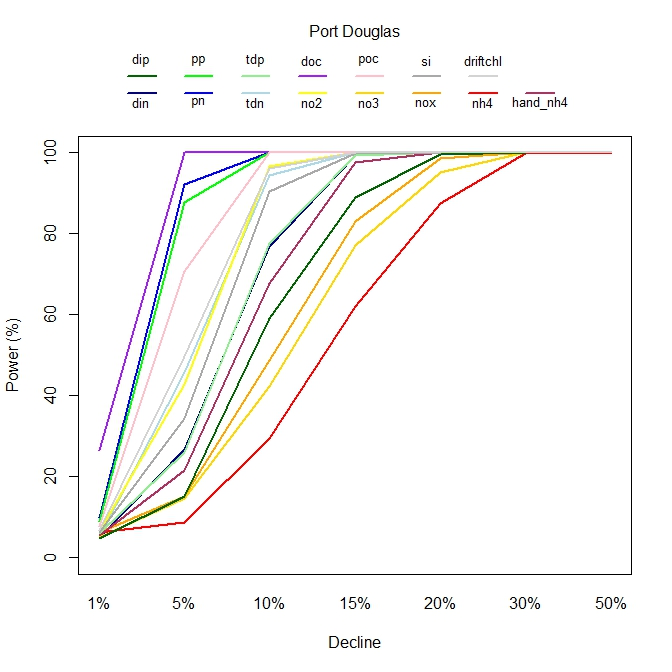 Port Douglas
dip pp tdp doc poc si driftchl
din pn tdn no2 no3 nox nh4 hand_nh4
100
80
60
40
20
0
Power (%)
1% 5% 10% 15% 20% 30% 50%
Decline